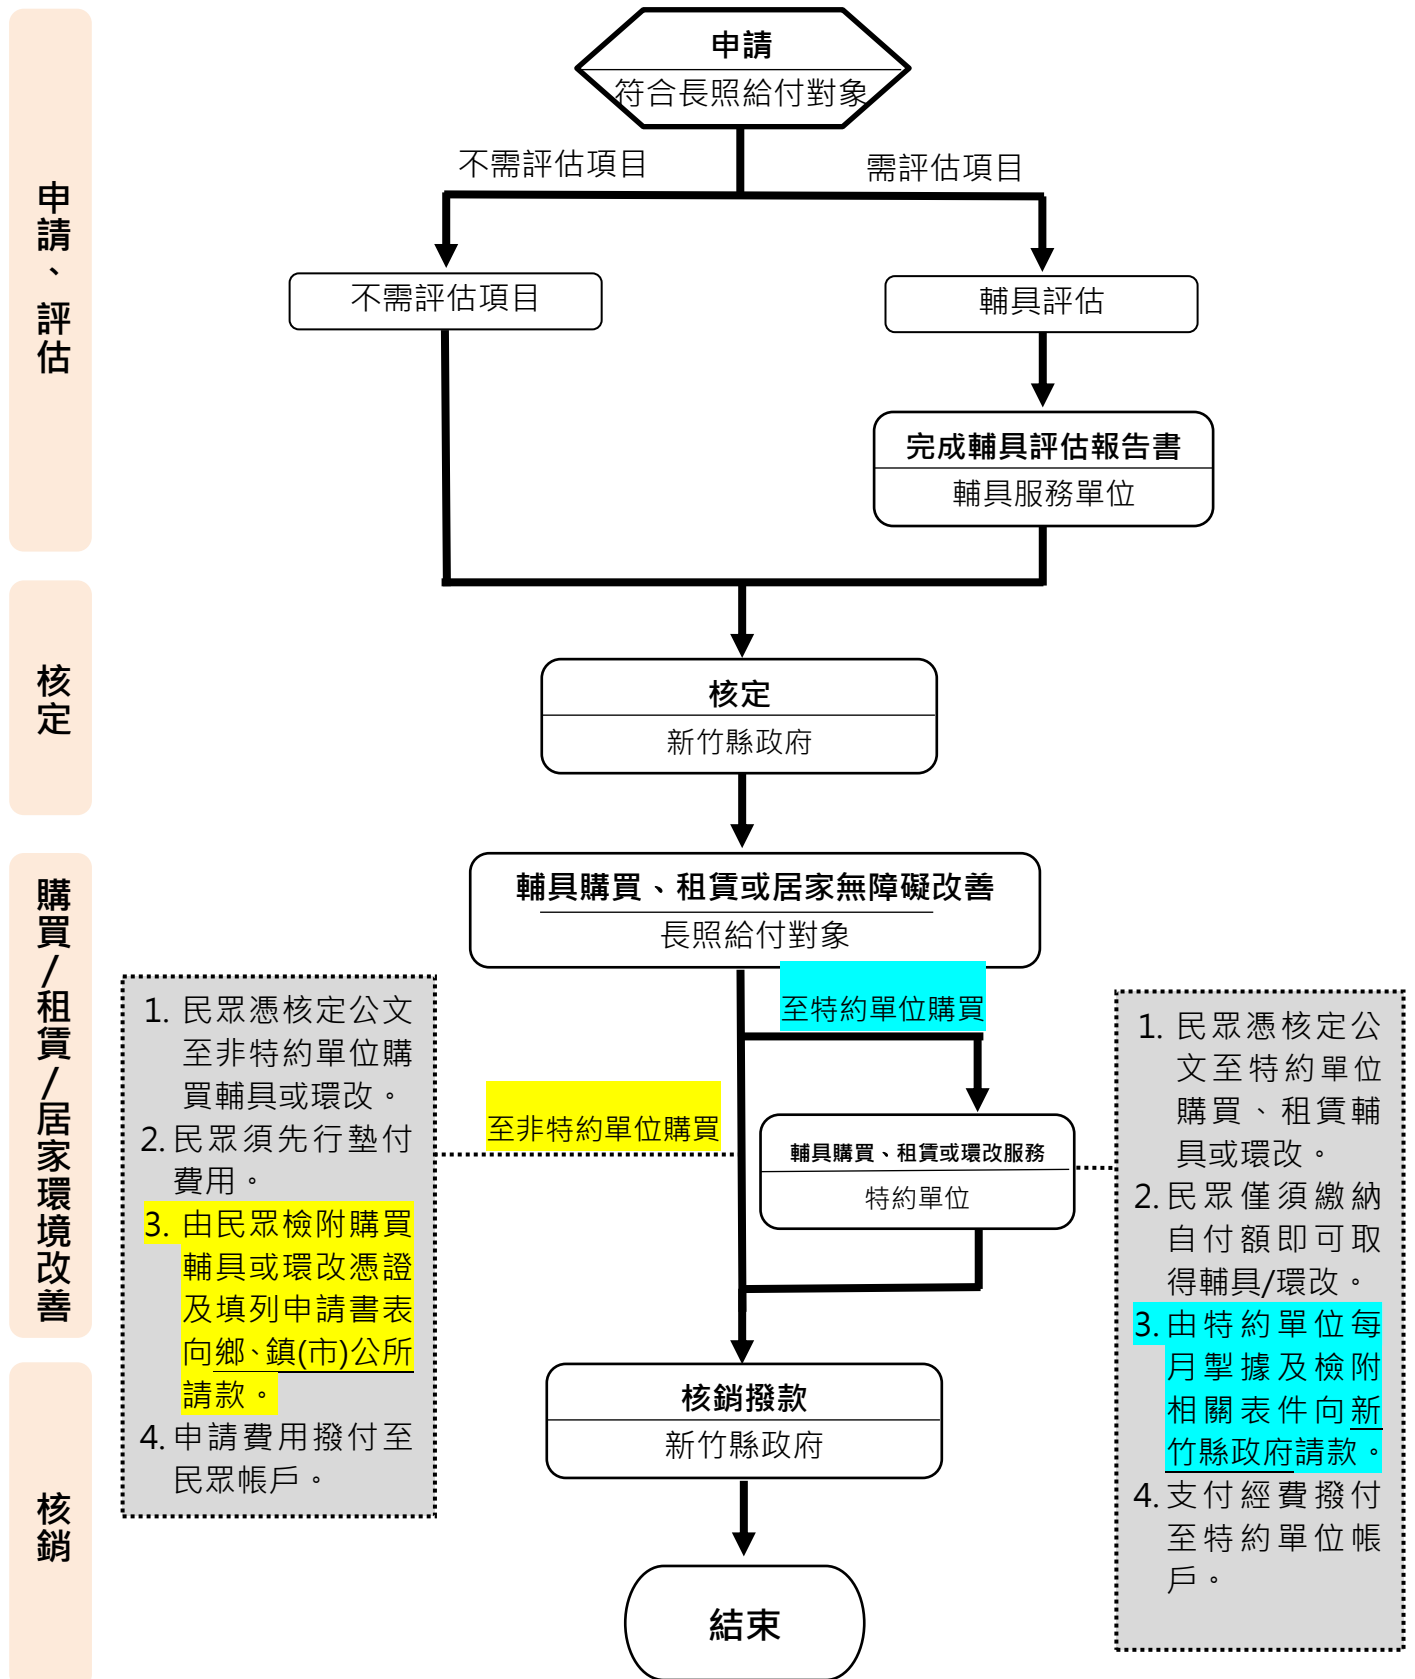 申請、評估
申請
符合長照給付對象
不需評估項目
需評估項目
不需評估項目
輔具評估
完成輔具評估報告書
輔具服務單位
核定
核定
新竹縣政府
購買/租賃/居家環境改善
輔具購買、租賃或居家無障礙改善
長照給付對象
至特約單位購買
至非特約單位購買
1. 民眾憑核定公文
至非特約單位購
買輔具或環改。
2. 民眾須先行墊付
費用。
3. 由民眾檢附購買
輔具或環改憑證
及填列申請書表
向鄉、鎮(市)公所
請款。
4. 申請費用撥付至
民眾帳戶。
輔具購買、租賃或環改服務
特約單位
1. 民眾憑核定公
文至特約單位
購買、租賃輔
具或環改。
2. 民眾僅須繳納
自付額即可取
得輔具/環改。
3. 由特約單位每
月掣據及檢附
相關表件向新
竹縣政府請款。
4. 支付經費撥付
至特約單位帳
戶。
核銷
核銷撥款
新竹縣政府
結束